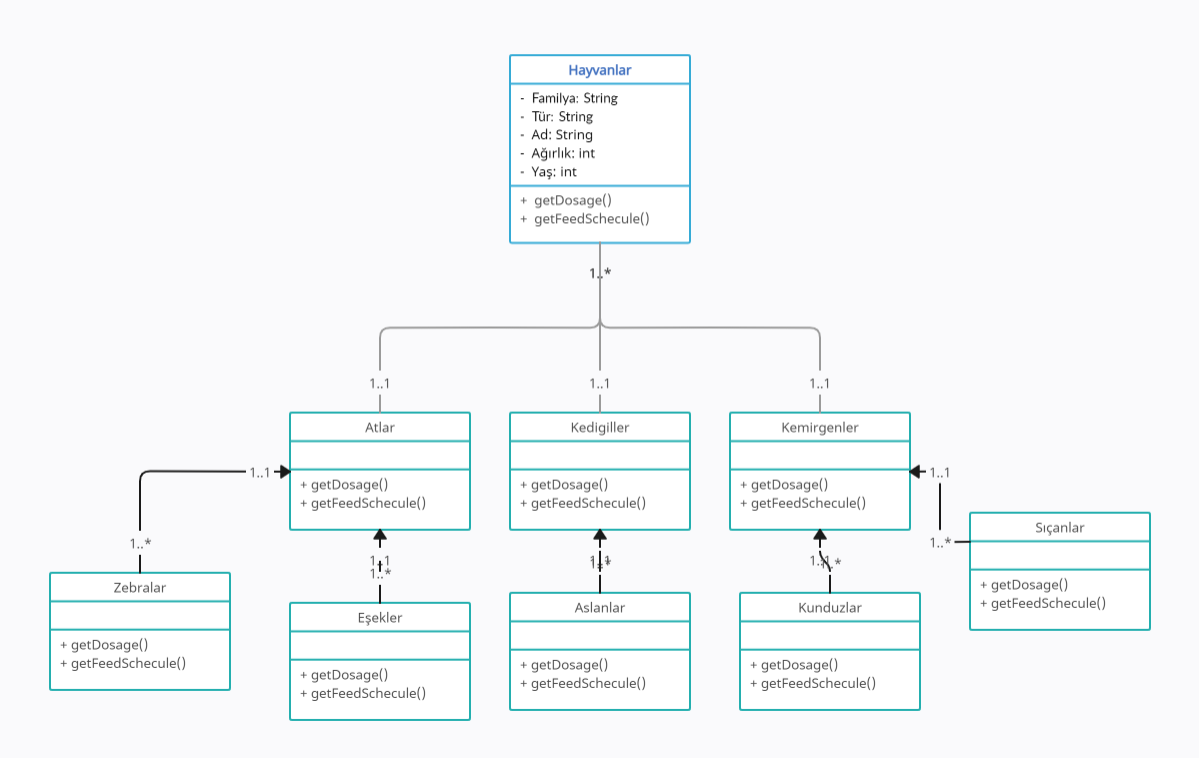 Hayvanlar
- Familya: String
- Tür: String
- Ad: String
- Ağırlık: int
- Yaş: int
+ getDosage()
+ getFeedSchecule()
1..*
1..1
1..1
1..1
Atlar
+ getDosage()
+ getFeedSchecule()
Kedigiller
+ getDosage()
+ getFeedSchecule()
Kemirgenler
+ getDosage()
+ getFeedSchecule()
1..1
1..*
1..1
1..*
1..1
1..*
1..1
1..*
1..1
1..*
Zebralar
+ getDosage()
+ getFeedSchecule()
Eşekler
+ getDosage()
+ getFeedSchecule()
Aslanlar
+ getDosage()
+ getFeedSchecule()
Kunduzlar
+ getDosage()
+ getFeedSchecule()
Sıçanlar
+ getDosage()
+ getFeedSchecule()